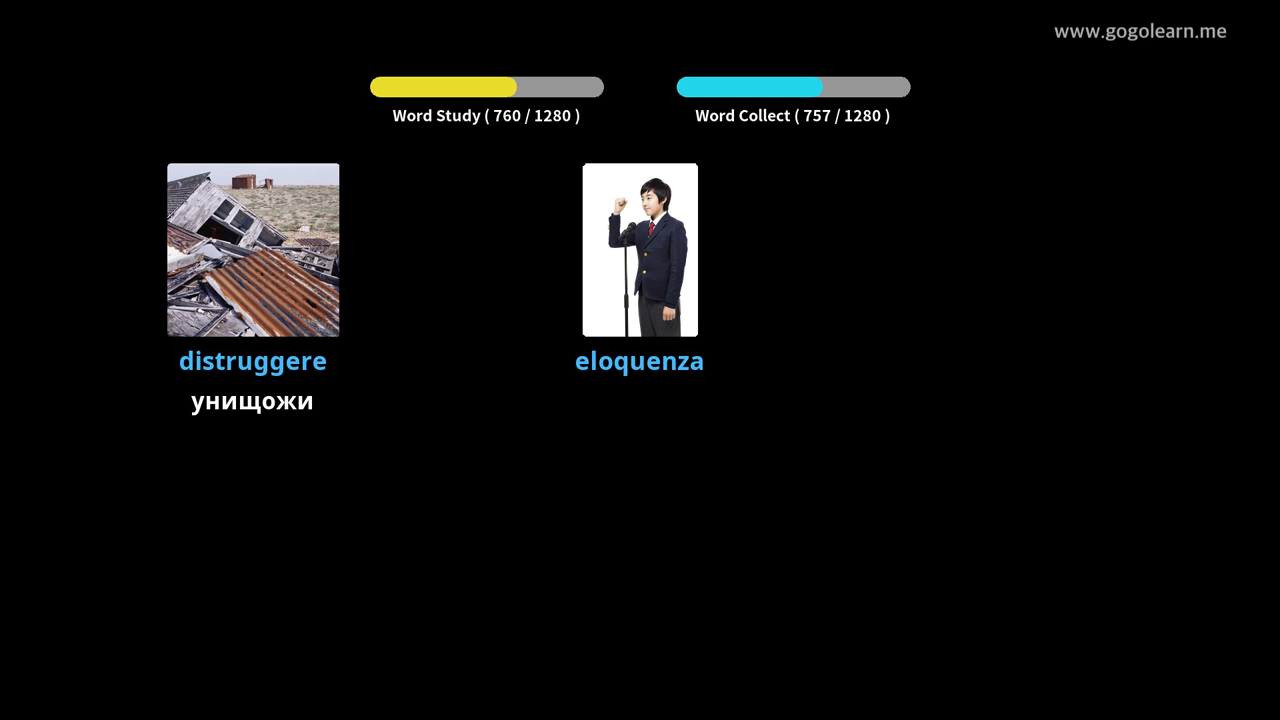 www.gogolearn.me
Word Study ( 760 / 1280 )
Word Collect ( 757 / 1280 )
distruggere
eloquenza
унищожи